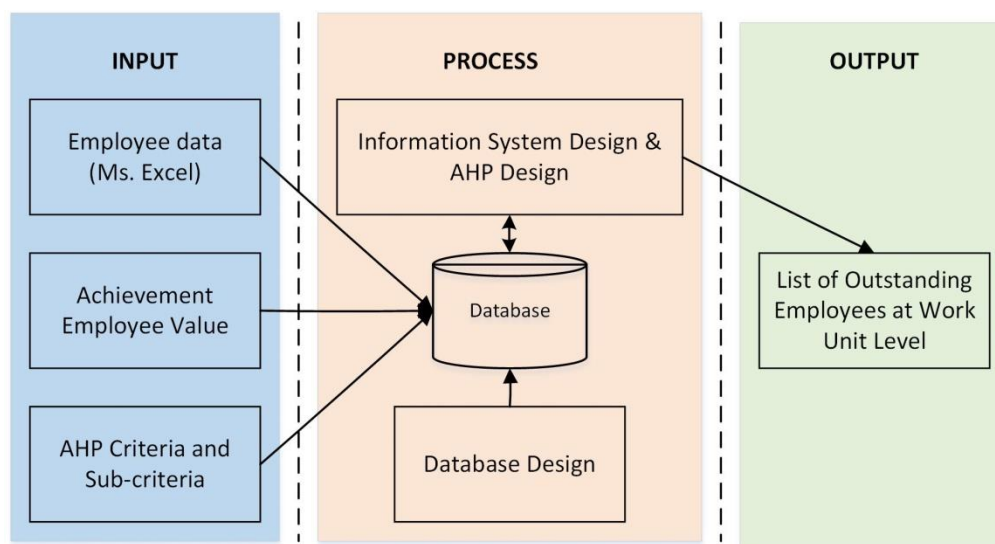 INPUT
Employee data
(Ms. Excel)
Achievement
Employee Value
AHP Criteria and
Sub-criteria
PROCESS
Information System Design &
AHP Design
Database
Database Design
OUTPUT
List of Outstanding
Employees at Work
Unit Level